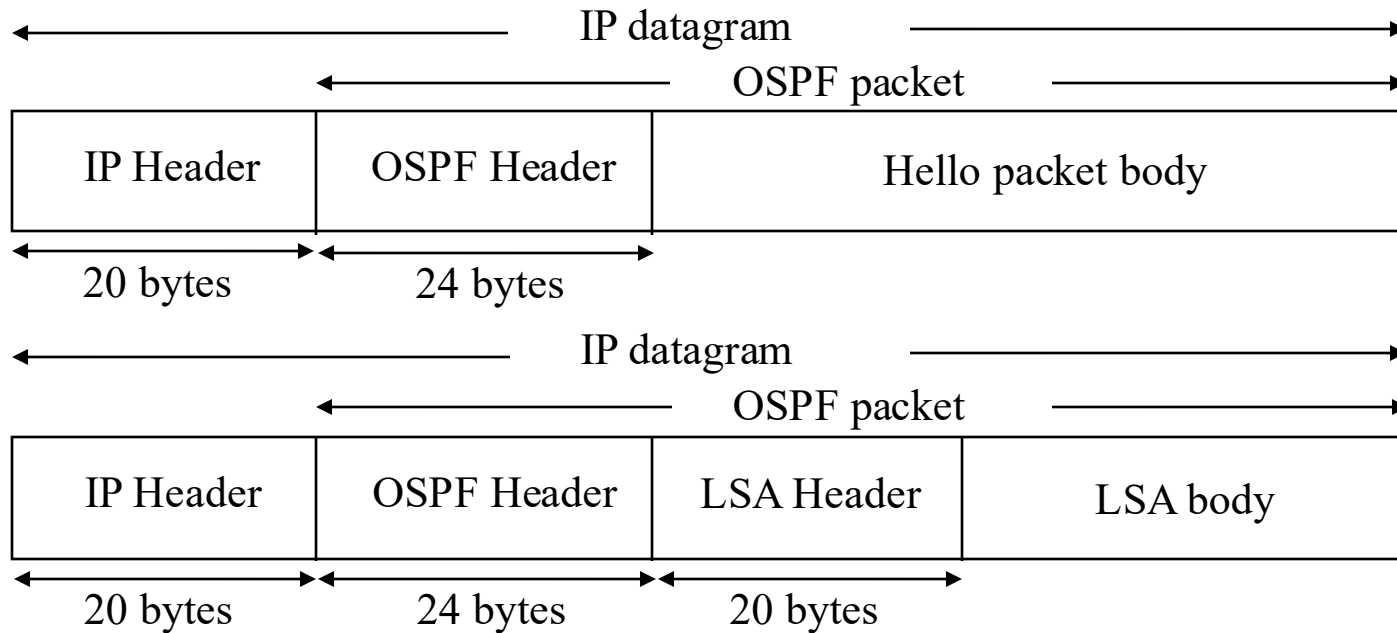 IP datagram
OSPF packet
IP Header OSPF Header Hello packet body
20 bytes 24 bytes
IP datagram
OSPF packet
IP Header OSPF Header LSA Header LSA body
20 bytes 24 bytes 20 bytes